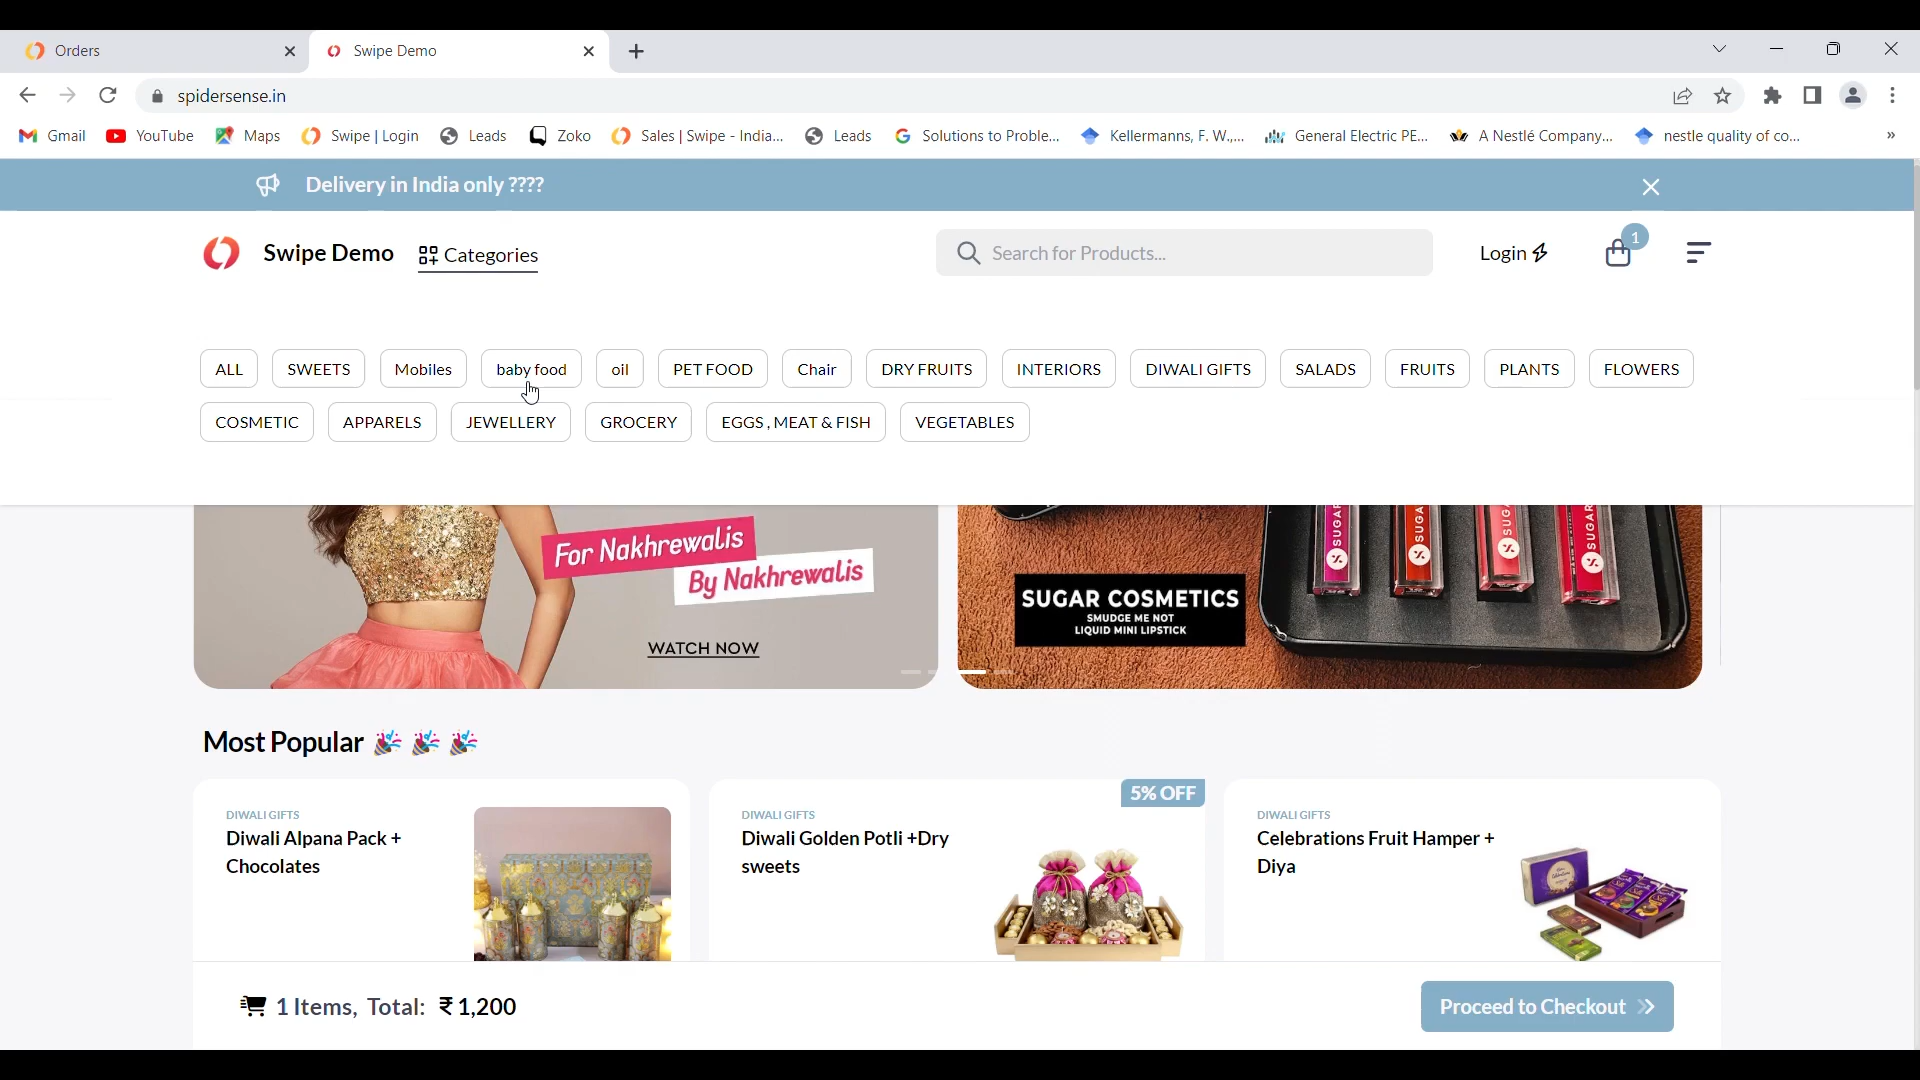 Orders
Swipe Demo
spidersense.in
Gmail YouTube Maps Swipe | Login Leads Zoko Sales | Swipe - India... Leads Solutions to Proble... Kellermanns, F. W.,... General Electric PE... A Nestlé Company... nestle quality of co... »
Delivery in India only ????
Swipe Demo Categories Search for Products... Login 1
ALL SWEETS Mobiles baby food oil PET FOOD Chair DRY FRUITS INTERIORS DIWALI GIFTS SALADS FRUITS PLANTS FLOWERS
COSMETIC APPARELS JEWELLERY GROCERY EGGS , MEAT & FISH VEGETABLES
For Nakhrewalis
By Nakhrewalis
WATCH NOW
SUGAR COSMETICS
SMUDGE ME NOT
LIQUID MINI LIPSTICK
SUGAR
SUGAR
SUGAR
SUGAR
Most Popular 🎉 🎉 🎉
DIWALI GIFTS
Diwali Alpana Pack +
Chocolates
5% OFF
DIWALI GIFTS
Diwali Golden Potli +Dry
sweets
DIWALI GIFTS
Celebrations Fruit Hamper +
Diya
1 Items, Total: ₹ 1,200
Proceed to Checkout